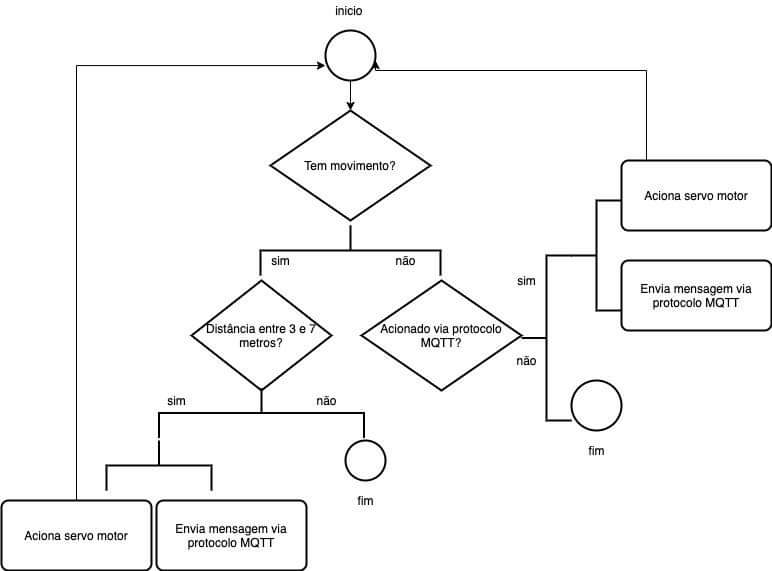 inicio
Tem movimento?
sim
não
Distância entre 3 e 7
metros?
Acionado via protocolo
MQTT?
sim
não
Aciona servo motor
Envia mensagem via
protocolo MQTT
fim
sim
não
fim
Aciona servo motor
Envia mensagem via
protocolo MQTT